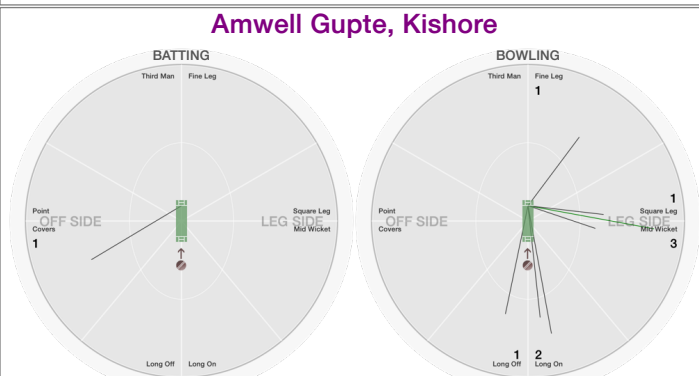 Amwell Gupte, Kishore
BATTING
Third Man Fine Leg
Point
OFF SIDE
Covers
1
Square Leg
LEG SIDE
Mid Wicket
Long Off Long On
BOWLING
Third Man Fine Leg
1
Point
OFF SIDE
Covers
1
Square Leg
LEG SIDE
Mid Wicket
3
1 2
Long Off Long On